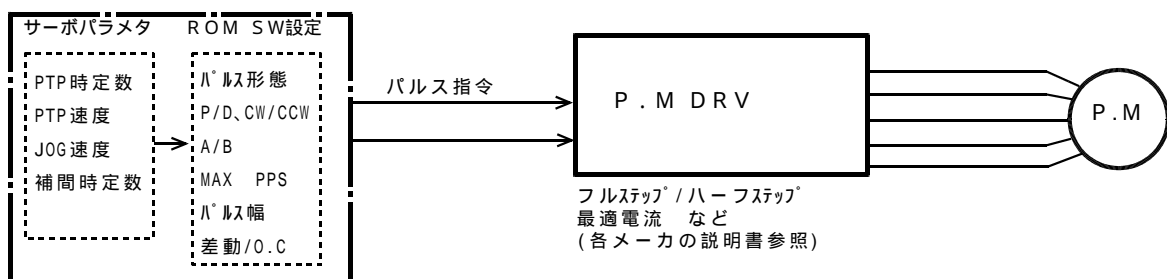 サーボパラメタ
ROM SW設定
PTP時定数
PTP速度
JOG速度
補間時定数
ﾊﾟﾙｽ形態
P/D、CW/CCW
A/B
MAX PPS
ﾊﾟﾙｽ幅
差動/O.C
パルス指令
P.M DRV
P.M
フルｽﾃｯﾌﾟ/ハーフｽﾃｯﾌﾟ
最適電流 など
(各メーカの説明書参照)